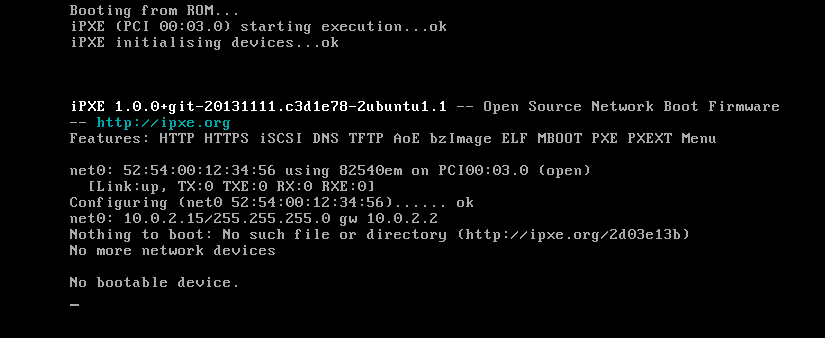 Booting from ROM...
iPXE (PCI 00:03.0) starting execution...ok
iPXE initialising devices...ok
iPXE 1.0.0+git-20131111.c3d1e78-2ubuntu1.1 -- Open Source Network Boot Firmware
-- http://ipxe.org
Features: HTTP HTTPS iSCSI DNS TFTP AoE bzImage ELF MBOOT PXE PXEXT Menu
net0: 52:54:00:12:34:56 using 82540em on PCI00:03.0 (open)
[Link:up, TX:0 TXE:0 RX:0 RXE:0]
Configuring (net0 52:54:00:12:34:56)...... ok
net0: 10.0.2.15/255.255.255.0 gw 10.0.2.2
Nothing to boot: No such file or directory (http://ipxe.org/2d03e13b)
No more network devices
No bootable device.